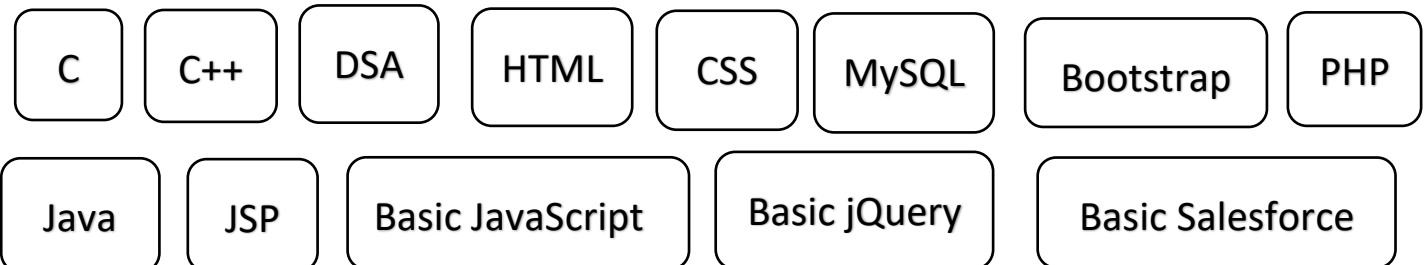 C C++ DSA HTML CSS MySQL Bootstrap PHP
Java JSP Basic JavaScript Basic jQuery Basic Salesforce